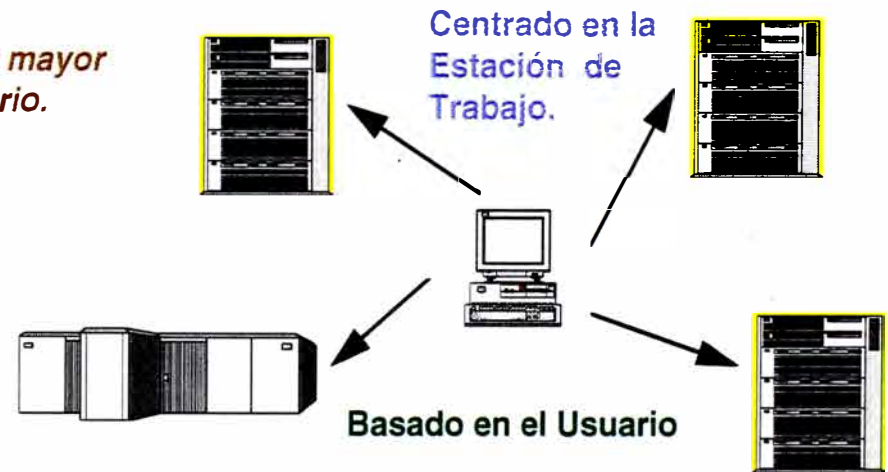 mayor
rio.
Centrado en la
Estación de
Trabajo.
Basado en el Usuario